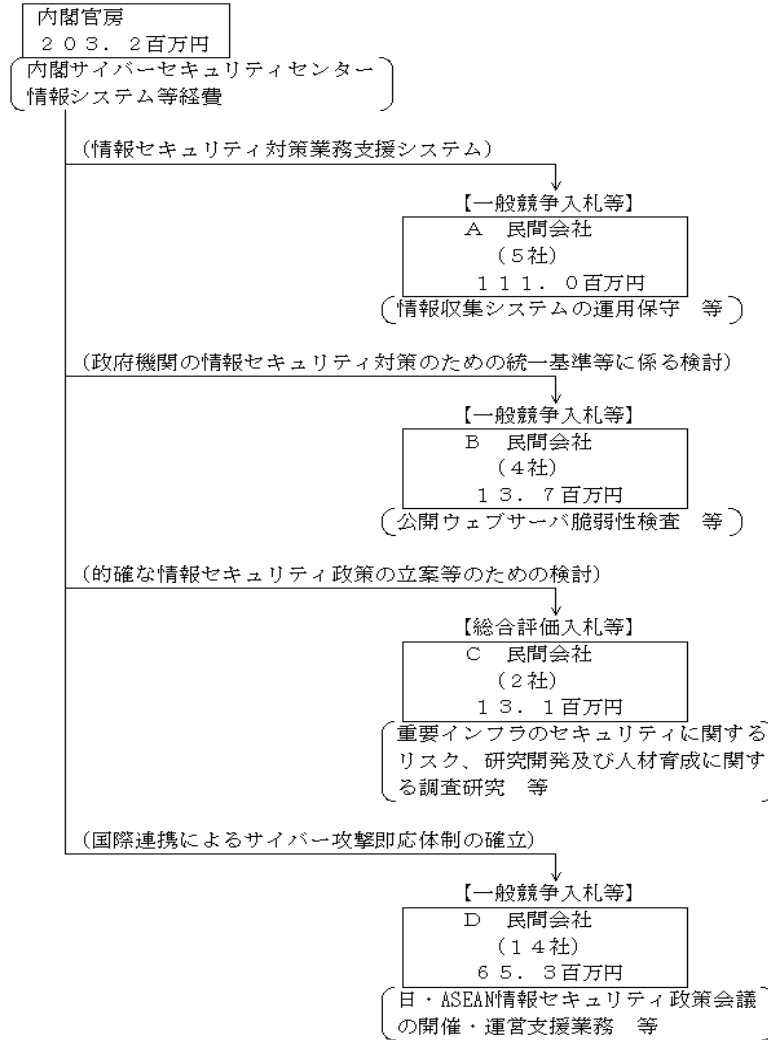 内閣官房
203.2百万円
内閣サイバーセキュリティセンター
情報システム等経費
(情報セキュリティ対策業務支援システム)
【一般競争入札等】
A 民間会社
(5社)
111.0百万円
情報収集システムの運用保守 等
(政府機関の情報セキュリティ対策のための統一基準等に係る検討)
【一般競争入札等】
B 民間会社
(4社)
13.7百万円
公開ウェブサーバ脆弱性検査 等
(的確な情報セキュリティ政策の立案等のための検討)
【総合評価入札等】
C 民間会社
(2社)
13.1百万円
重要インフラのセキュリティに関する
リスク、研究開発及び人材育成に関す
る調査研究 等
(国際連携によるサイバー攻撃即応体制の確立)
【一般競争入札等】
D 民間会社
(14社)
65.3百万円
日・ASEAN情報セキュリティ政策会議
の開催・運営支援業務 等